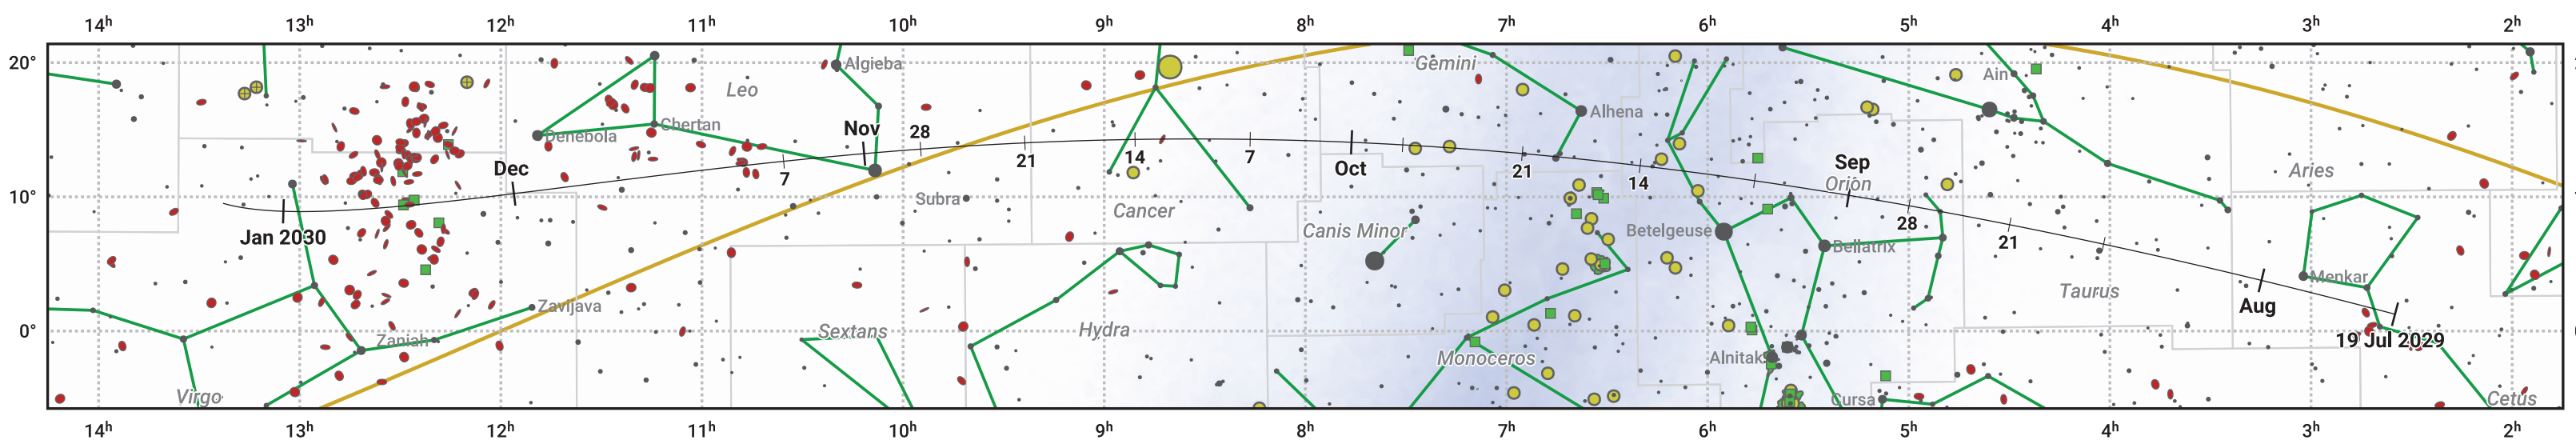 14ʰ 13ʰ 12ʰ 11ʰ 10ʰ 9ʰ 8ʰ 7ʰ 6ʰ 5ʰ 4ʰ 3ʰ 2ʰ
20° Algieba Gemini Ain
Leo
Alhena
Denebola Chertan Nov 28
21 14 7 Oct 21 14 Sep
Dec 7 Orion Aries
10° Subra Cancer 28
Jan 2030 Canis Minor Betelgeuse Bellatrix 21
Menkar
Zavijava Taurus Aug
0° Zaniah Sextans Hydra Monoceros Alnitak 19 Jul 2029
Virgo Cursa Cetus
14ʰ 13ʰ 12ʰ 11ʰ 10ʰ 9ʰ 8ʰ 7ʰ 6ʰ 5ʰ 4ʰ 3ʰ 2ʰ